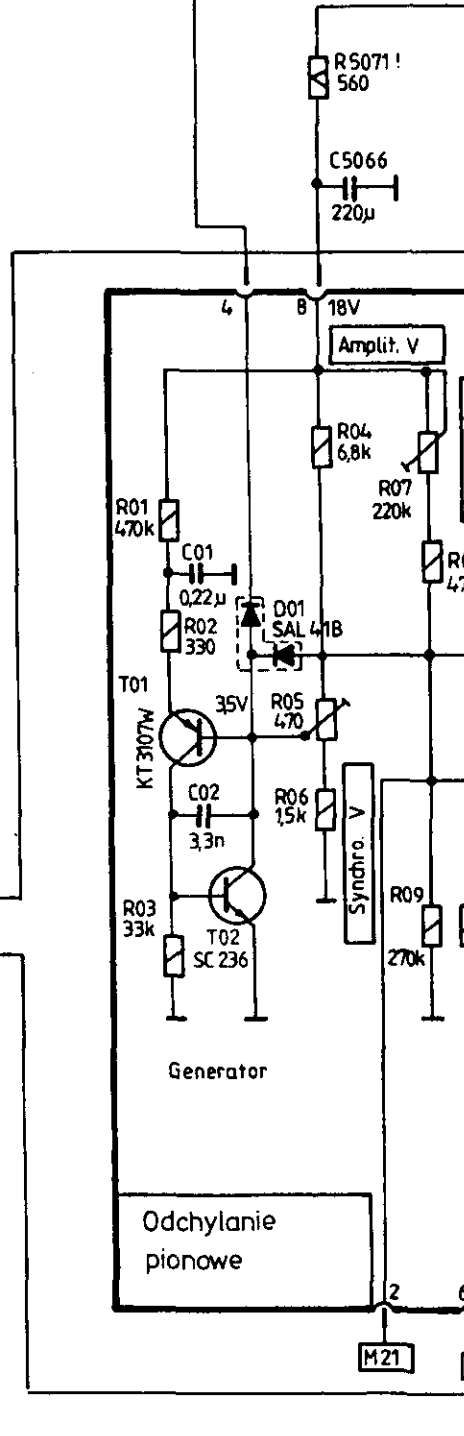 R5071!
560
C5066
220µ
4
8
18V
Amplit. V
R04
6,8k
R07
220k
R01
470k
C01
0,22µ
R02
330
D01
SAL 41B
T01
KT3107W
3,5V
R05
470
C02
3,3n
R06
1,5k
Synchro. V
R03
33k
T02
SC 236
R09
270k
Generator
Odchylanie
pionowe
2
M21